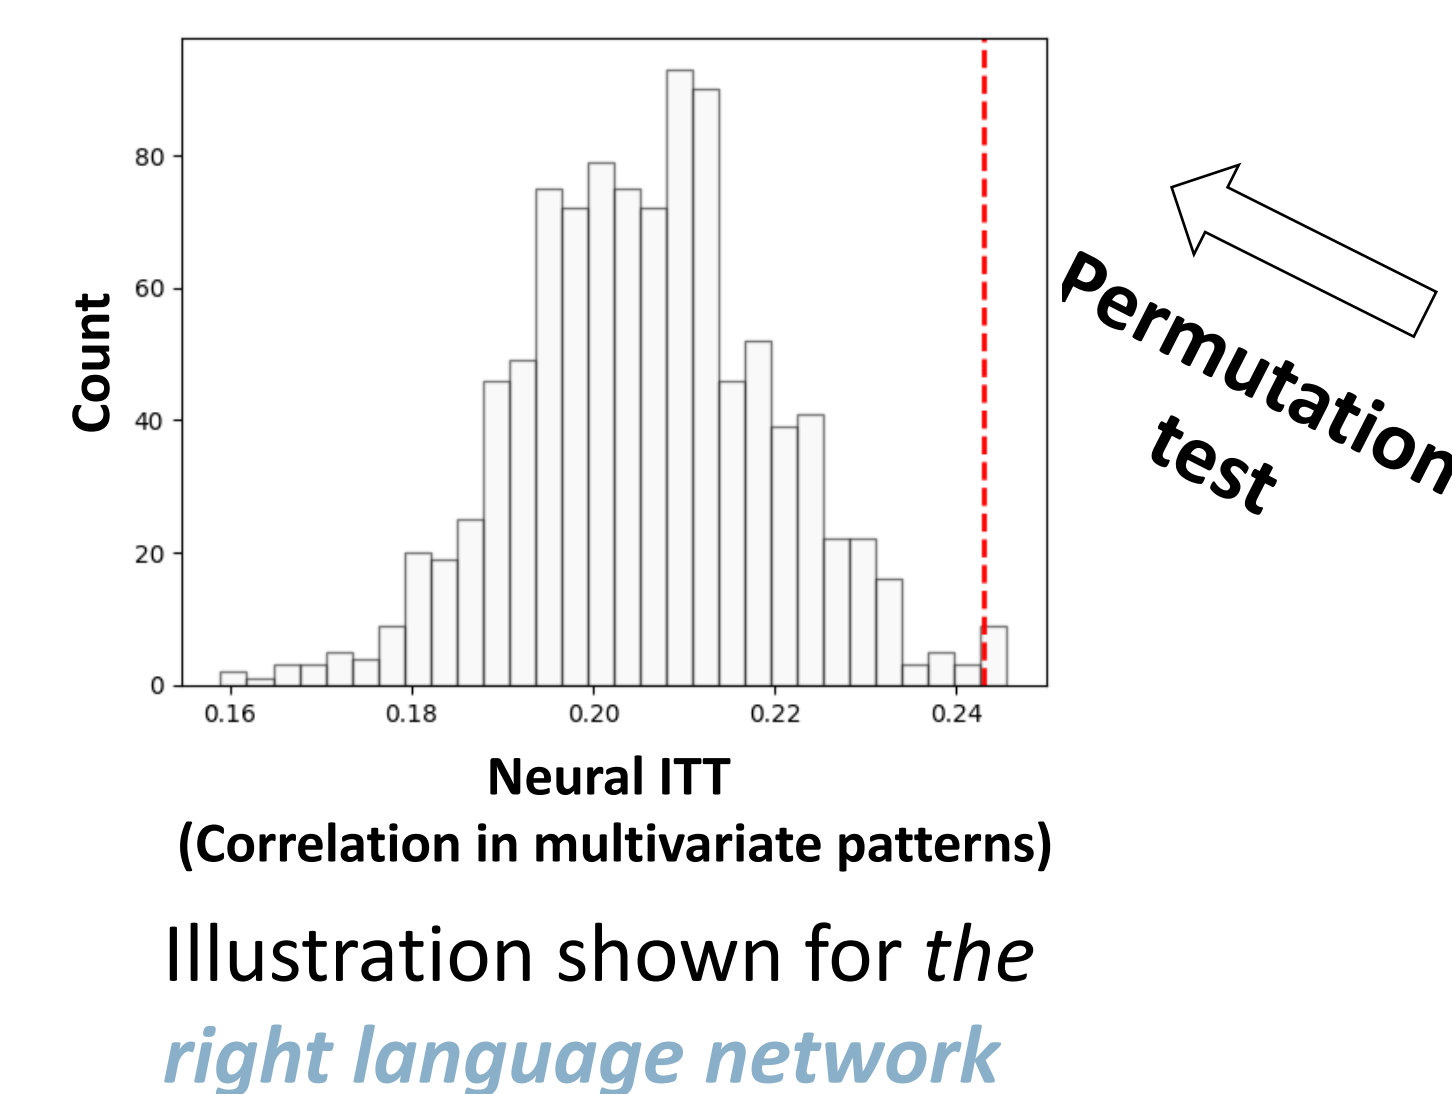 80
60
40
20
0
Count
0.16 0.18 0.20 0.22 0.24
Neural ITT
(Correlation in multivariate patterns)
Permutation
test
Illustration shown for the
right language network